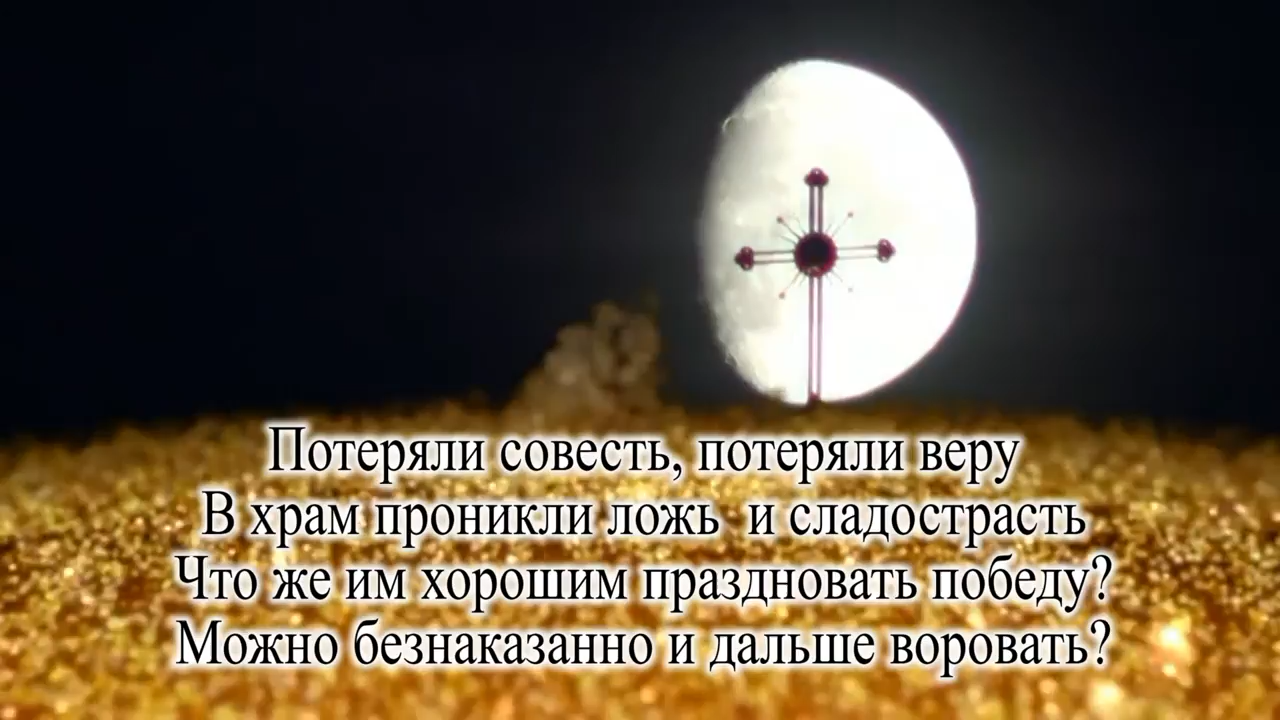 Потеряли совесть, потеряли веру
В храм проникли ложь и сладострасть
Что же им хорошим праздновать победу?
Можно безнаказанно и дальше воровать?